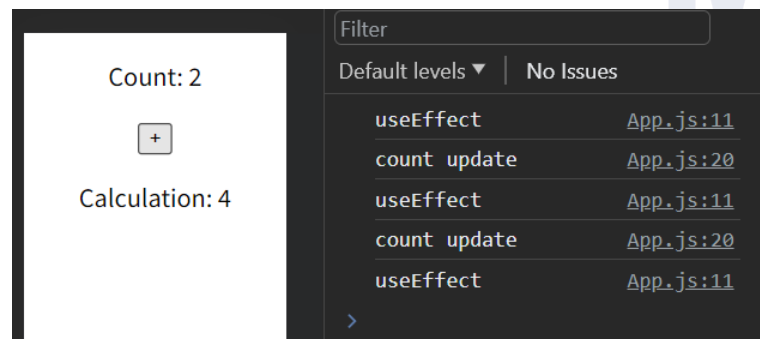 Count: 2
+
Calculation: 4
Filter
Default levels ▼ | No Issues
useEffect App.js:11
count update App.js:20
useEffect App.js:11
count update App.js:20
useEffect App.js:11
>